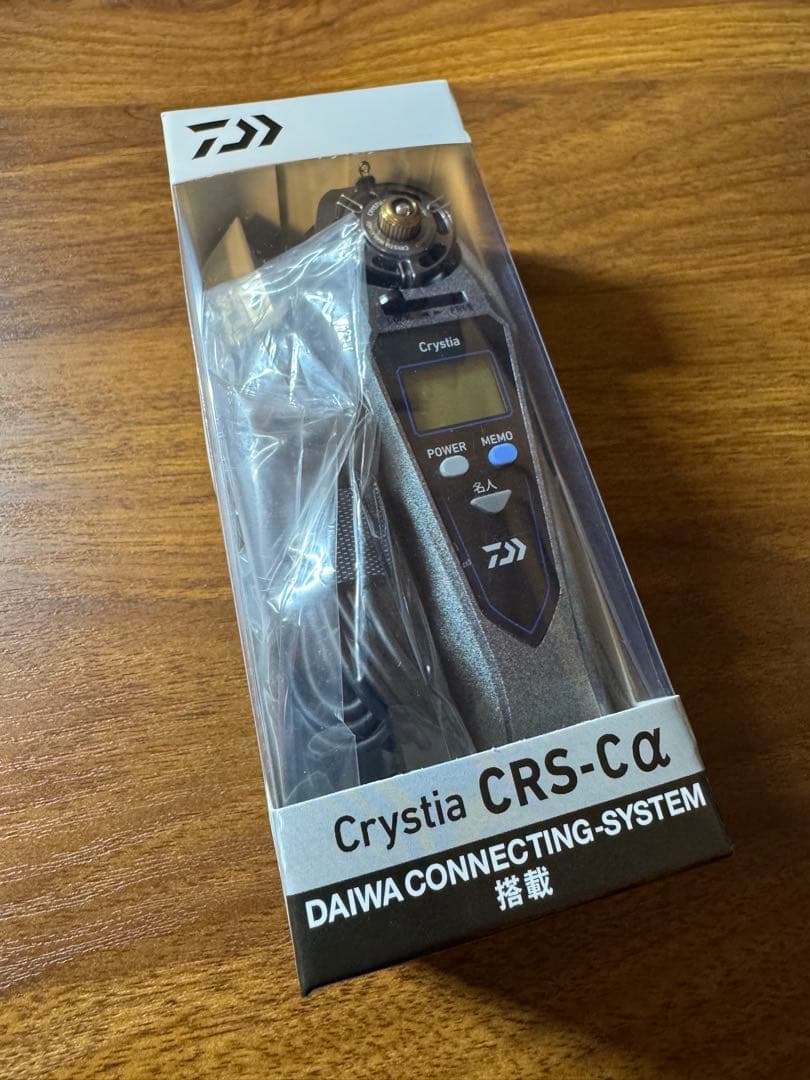 Crystia
POWER
MEMO
名人
Crystia CRS-Cα
DAIWA CONNECTING-SYSTEM
搭載